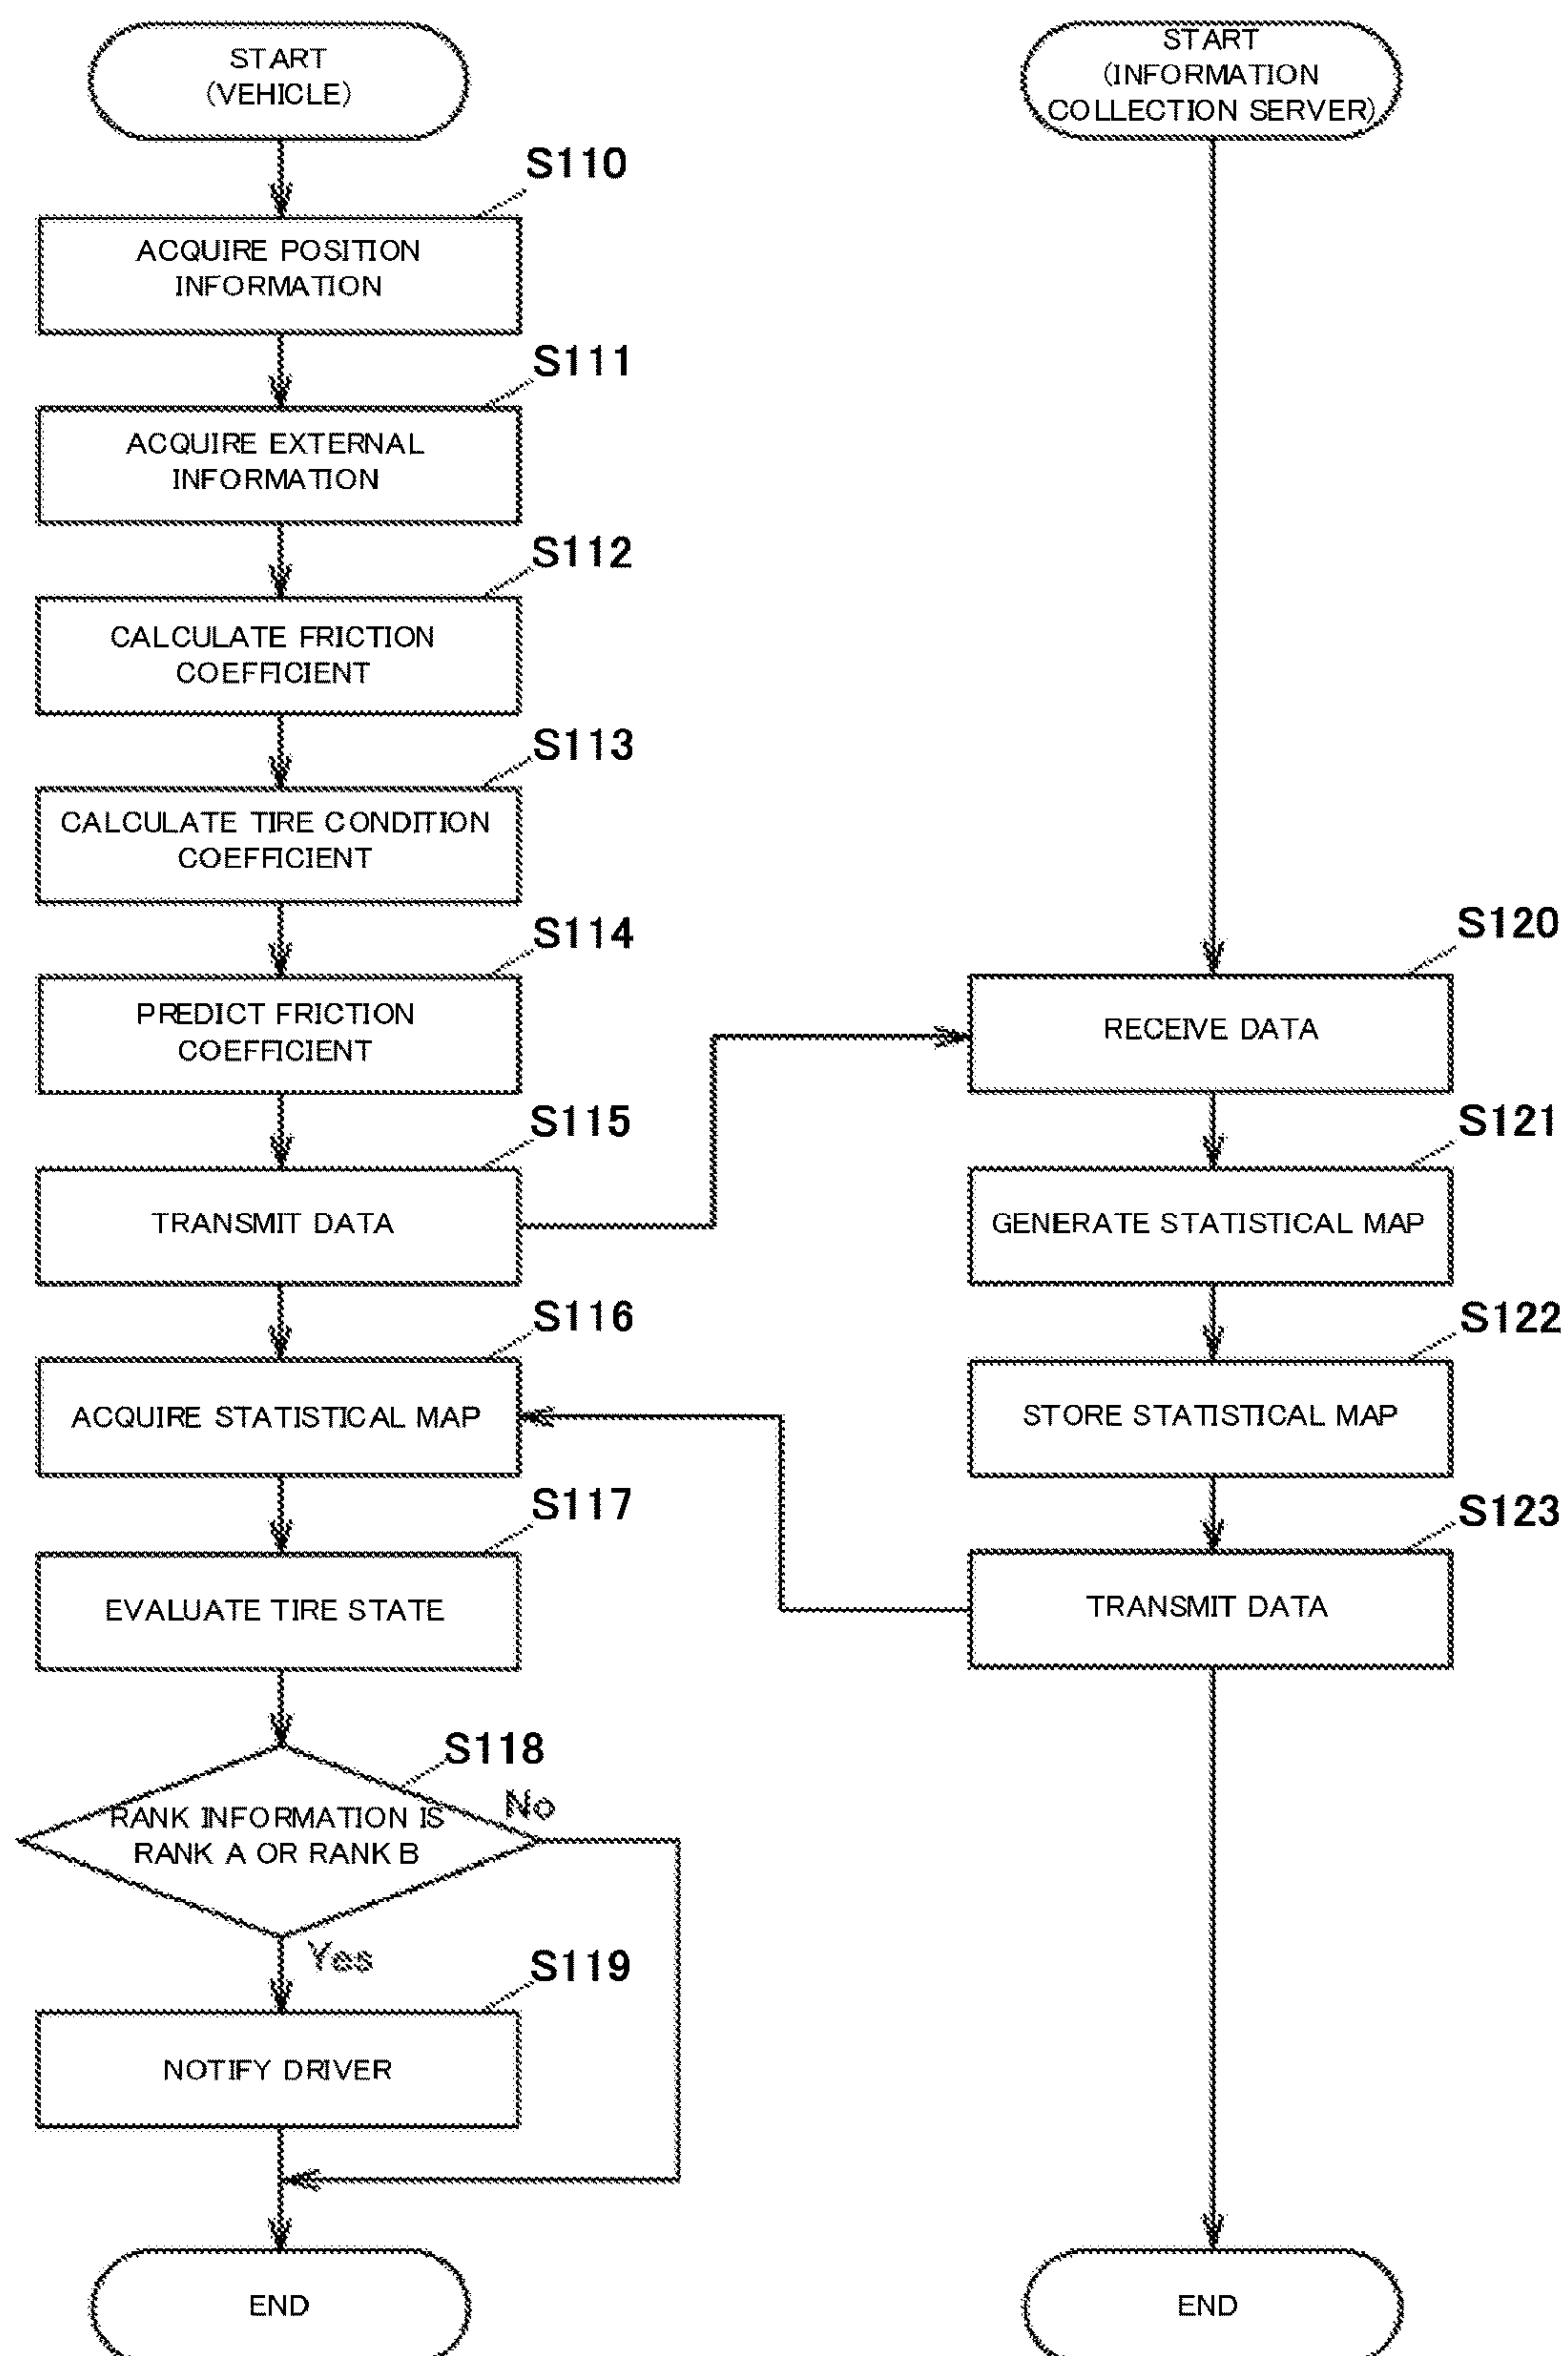 START
(VEHICLE)
S110
ACQUIRE POSITION
INFORMATION
S111
ACQUIRE EXTERNAL
INFORMATION
S112
CALCULATE FRICTION
COEFFICIENT
S113
CALCULATE TIRE CONDITION
COEFFICIENT
S114
PREDICT FRICTION
COEFFICIENT
S115
TRANSMIT DATA
S116
ACQUIRE STATISTICAL MAP
S117
EVALUATE TIRE STATE
S118
RANK INFORMATION IS
RANK A OR RANK B
No
Yes
S119
NOTIFY DRIVER
END
START
(INFORMATION
COLLECTION SERVER)
S120
RECEIVE DATA
S121
GENERATE STATISTICAL MAP
S122
STORE STATISTICAL MAP
S123
TRANSMIT DATA
END